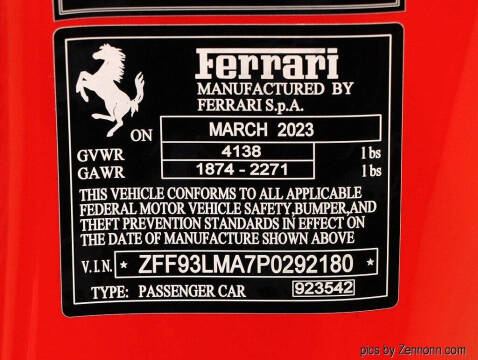 Ferrari
MANUFACTURED BY
FERRARI S.p.A.
ON MARCH 2023
GVWR 4138 lbs
GAWR 1874 - 2271 lbs
THIS VEHICLE CONFORMS TO ALL APPLICABLE
FEDERAL MOTOR VEHICLE SAFETY,BUMPER,AND
THEFT PREVENTION STANDARDS IN EFFECT ON
THE DATE OF MANUFACTURE SHOWN ABOVE
V.I.N. * ZFF93LMA7P0292180 *
TYPE: PASSENGER CAR 923542
pics by Zennonn.com